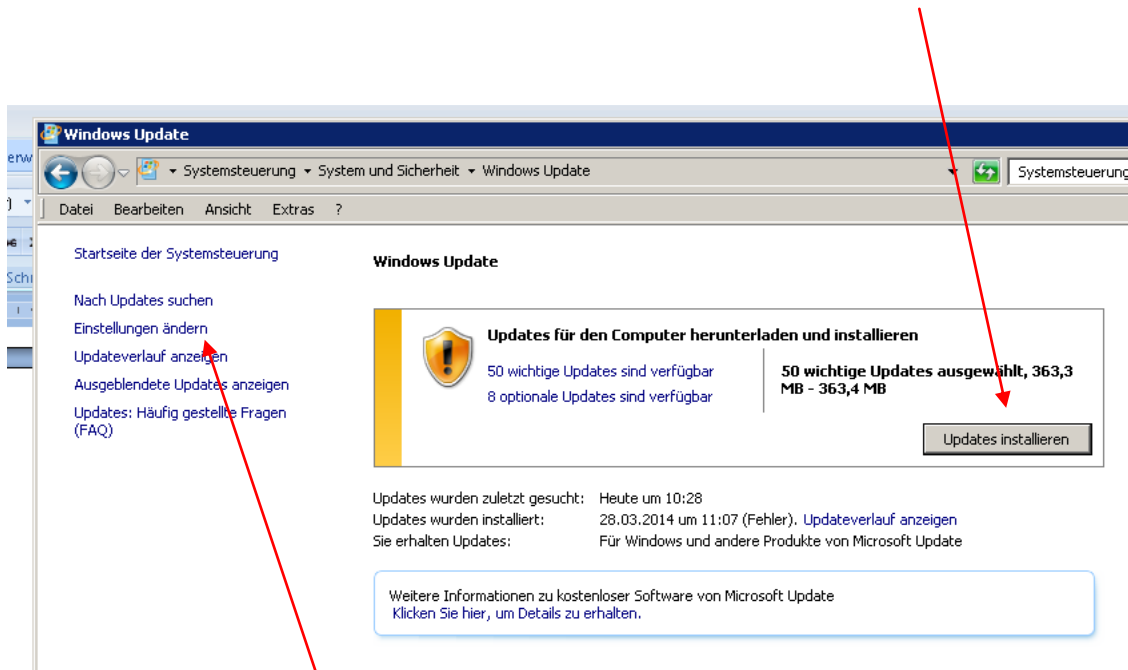 Windows Update
erw
Systemsteuerung System und Sicherheit Windows Update
Systemsteuerung
Datei Bearbeiten Ansicht Extras ?
Schr
Startseite der Systemsteuerung
Nach Updates suchen
Einstellungen ändern
Updateverlauf anzeigen
Ausgeblendete Updates anzeigen
Updates: Häufig gestellte Fragen
(FAQ)
Windows Update
Updates für den Computer herunterladen und installieren
50 wichtige Updates sind verfügbar
8 optionale Updates sind verfügbar
50 wichtige Updates ausgewählt, 363,3
MB - 363,4 MB
Updates installieren
Updates wurden zuletzt gesucht: Heute um 10:28
Updates wurden installiert: 28.03.2014 um 11:07 (Fehler). Updateverlauf anzeigen
Sie erhalten Updates: Für Windows und andere Produkte von Microsoft Update
Weitere Informationen zu kostenloser Software von Microsoft Update
Klicken Sie hier, um Details zu erhalten.